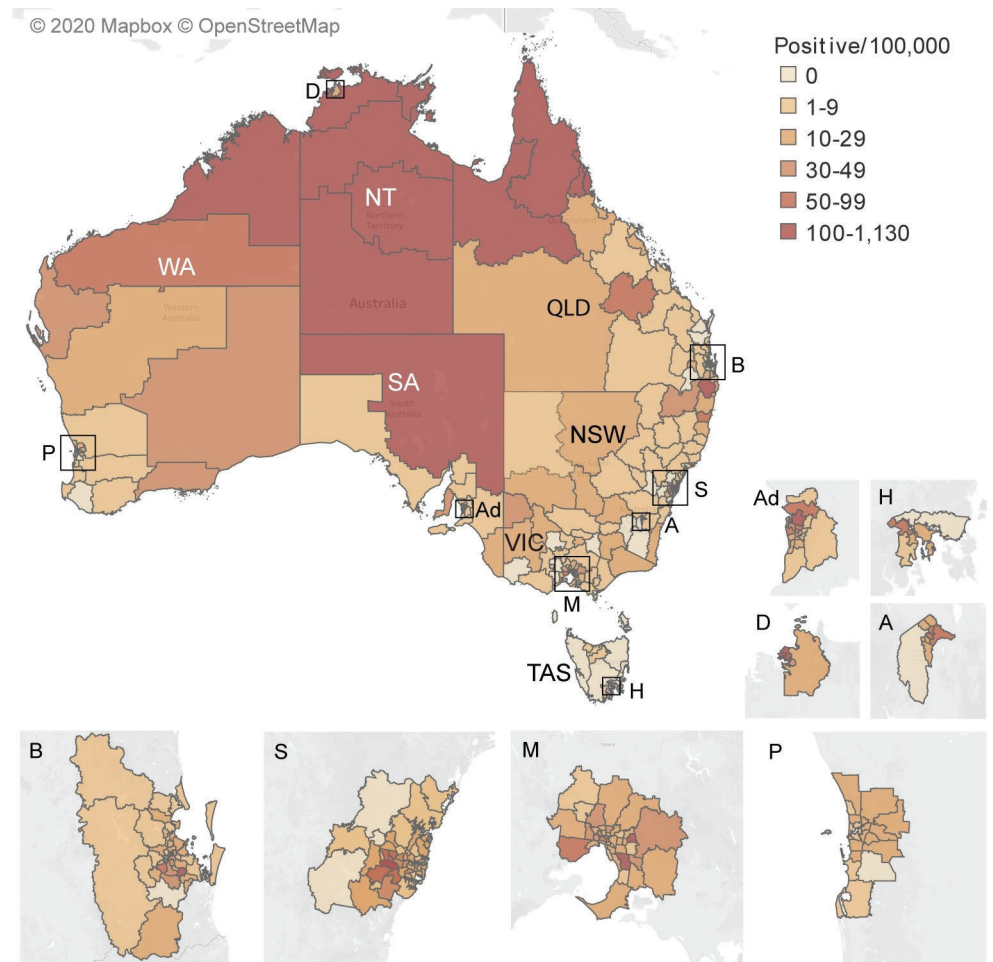 © 2020 Mapbox © OpenStreetMap
Positive/100,000
0
1-9
10-29
30-49
50-99
100-1,130
D
NT
Northern
Territory
Queensland
WA
Western
Australia
Australia
QLD
B
SA
South
Australia
NSW
P
Ad
S
A
VIC
M
TAS
H
Ad
H
D
A
B
S
M
P